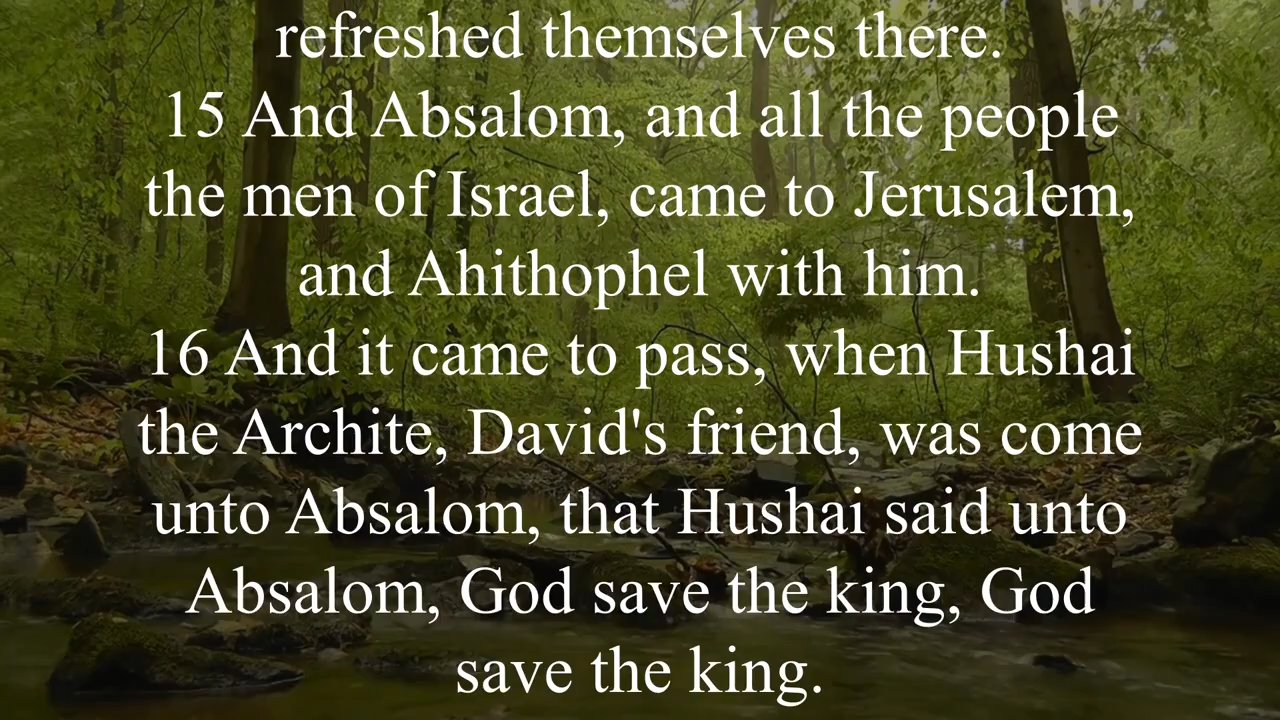 refreshed themselves there.
15 And Absalom, and all the people
the men of Israel, came to Jerusalem,
and Ahithophel with him.
16 And it came to pass, when Hushai
the Archite, David's friend, was come
unto Absalom, that Hushai said unto
Absalom, God save the king, God
save the king.